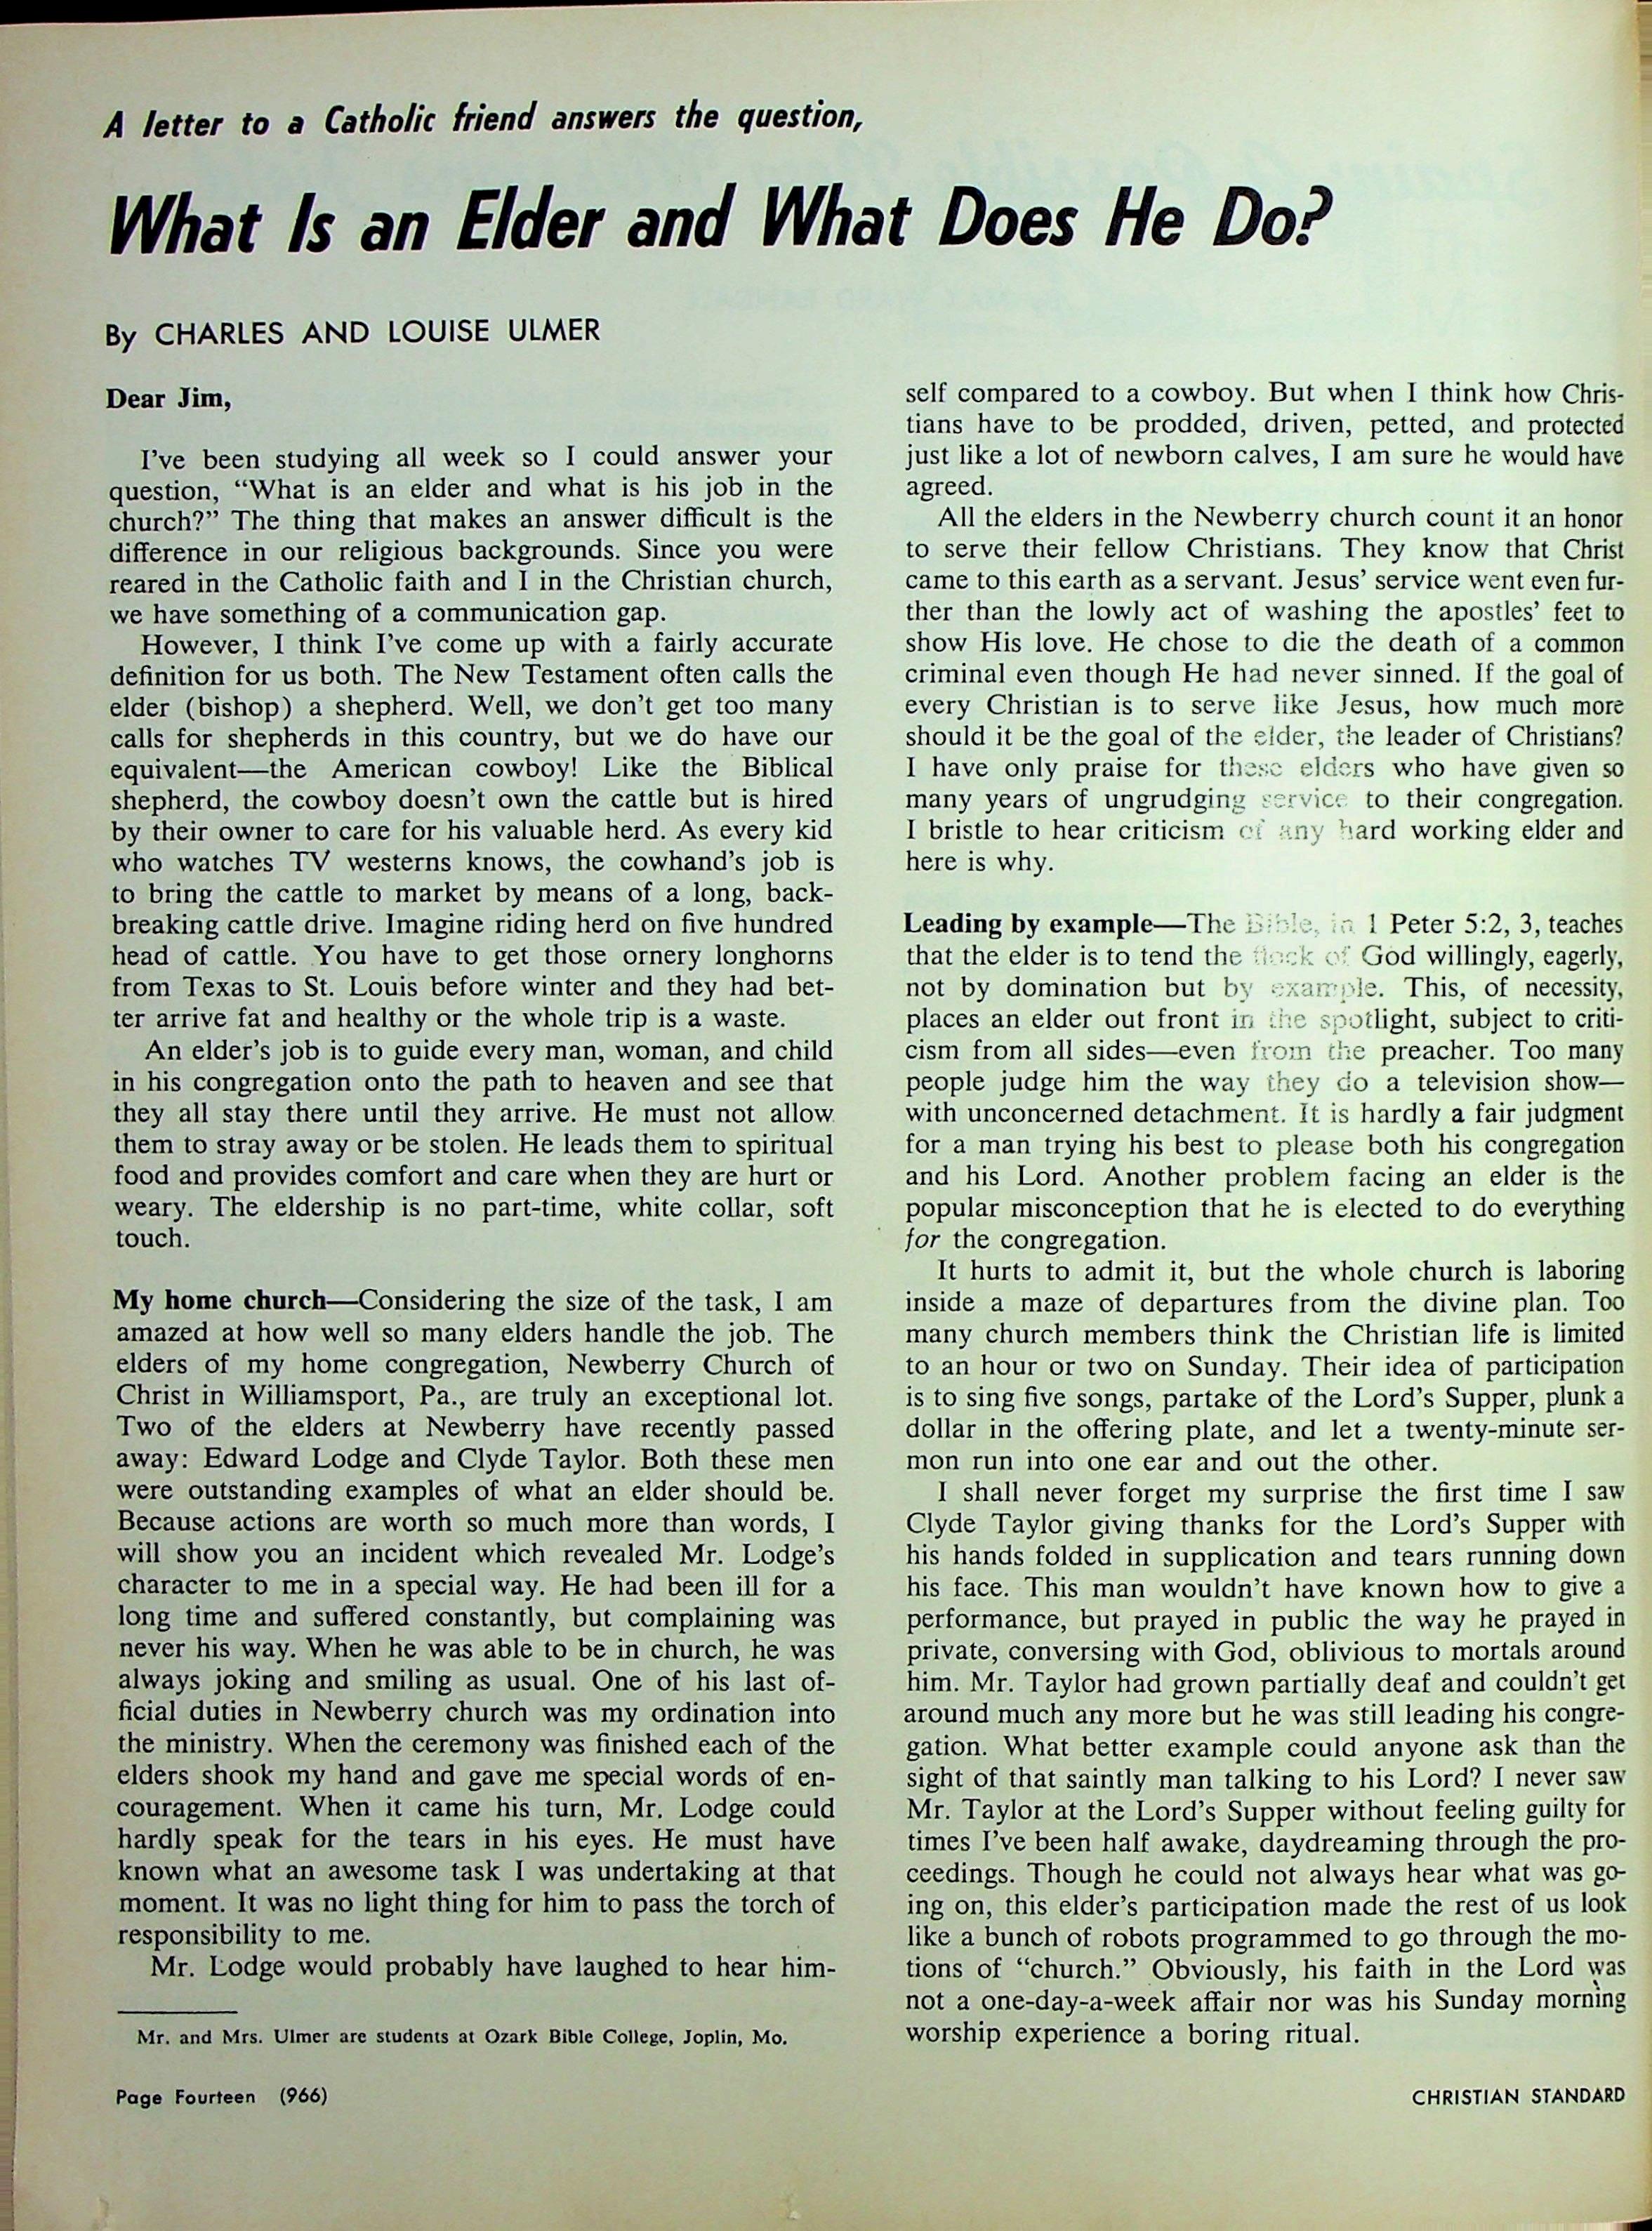 A letter to a Catholic friend answers the question,
What Is an Elder and What Does He Do?
By CHARLES AND LOUISE ULMER
Dear Jim,
I've been studying all week so I could answer your
question, “What is an elder and what is his job in the
church?” The thing that makes an answer difficult is the
difference in our religious backgrounds. Since you were
reared in the Catholic faith and I in the Christian church,
we have something of a communication gap.
However, I think I've come up with a fairly accurate
definition for us both. The New Testament often calls the
elder (bishop) a shepherd. Well, we don't get too many
calls for shepherds in this country, but we do have our
equivalent—the American cowboy! Like the Biblical
shepherd, the cowboy doesn't own the cattle but is hired
by their owner to care for his valuable herd. As every kid
who watches TV westerns knows, the cowhand's job is
to bring the cattle to market by means of a long, back-
breaking cattle drive. Imagine riding herd on five hundred
head of cattle. You have to get those ornery longhorns
from Texas to St. Louis before winter and they had bet-
ter arrive fat and healthy or the whole trip is a waste.
An elder's job is to guide every man, woman, and child
in his congregation onto the path to heaven and see that
they all stay there until they arrive. He must not allow
them to stray away or be stolen. He leads them to spiritual
food and provides comfort and care when they are hurt or
weary. The eldership is no part-time, white collar, soft
touch.
My home church—Considering the size of the task, I am
amazed at how well so many elders handle the job. The
elders of my home congregation, Newberry Church of
Christ in Williamsport, Pa., are truly an exceptional lot.
Two of the elders at Newberry have recently passed
away: Edward Lodge and Clyde Taylor. Both these men
were outstanding examples of what an elder should be.
Because actions are worth so much more than words, I
will show you an incident which revealed Mr. Lodge's
character to me in a special way. He had been ill for a
long time and suffered constantly, but complaining was
never his way. When he was able to be in church, he was
always joking and smiling as usual. One of his last of-
ficial duties in Newberry church was my ordination into
the ministry. When the ceremony was finished each of the
elders shook my hand and gave me special words of en-
couragement. When it came his turn, Mr. Lodge could
hardly speak for the tears in his eyes. He must have
known what an awesome task I was undertaking at that
moment. It was no light thing for him to pass the torch of
responsibility to me.
Mr. Lodge would probably have laughed to hear him-
Mr. and Mrs. Ulmer are students at Ozark Bible College, Joplin, Mo.
self compared to a cowboy. But when I think how Chris-
tians have to be prodded, driven, petted, and protected
just like a lot of newborn calves, I am sure he would have
agreed.
All the elders in the Newberry church count it an honor
to serve their fellow Christians. They know that Christ
came to this earth as a servant. Jesus' service went even fur-
ther than the lowly act of washing the apostles' feet to
show His love. He chose to die the death of a common
criminal even though He had never sinned. If the goal of
every Christian is to serve like Jesus, how much more
should it be the goal of the elder, the leader of Christians?
I have only praise for these elders who have given so
many years of ungrudging service to their congregation.
I bristle to hear criticism of any hard working elder and
here is why.
Leading by example—The Bible, in 1 Peter 5:2, 3, teaches
that the elder is to tend the flock of God willingly, eagerly,
not by domination but by example. This, of necessity,
places an elder out front in the spotlight, subject to criti-
cism from all sides—even from the preacher. Too many
people judge him the way they do a television show—
with unconcerned detachment. It is hardly a fair judgment
for a man trying his best to please both his congregation
and his Lord. Another problem facing an elder is the
popular misconception that he is elected to do everything
for the congregation.
It hurts to admit it, but the whole church is laboring
inside a maze of departures from the divine plan. Too
many church members think the Christian life is limited
to an hour or two on Sunday. Their idea of participation
is to sing five songs, partake of the Lord's Supper, plunk a
dollar in the offering plate, and let a twenty-minute ser-
mon run into one ear and out the other.
I shall never forget my surprise the first time I saw
Clyde Taylor giving thanks for the Lord's Supper with
his hands folded in supplication and tears running down
his face. This man wouldn't have known how to give a
performance, but prayed in public the way he prayed in
private, conversing with God, oblivious to mortals around
him. Mr. Taylor had grown partially deaf and couldn't get
around much any more but he was still leading his congre-
gation. What better example could anyone ask than the
sight of that saintly man talking to his Lord? I never saw
Mr. Taylor at the Lord's Supper without feeling guilty for
times I've been half awake, daydreaming through the pro-
ceedings. Though he could not always hear what was go-
ing on, this elder's participation made the rest of us look
like a bunch of robots programmed to go through the mo-
tions of “church.” Obviously, his faith in the Lord was
not a one-day-a-week affair nor was his Sunday morning
worship experience a boring ritual.
Page Fourteen (966)
CHRISTIAN STANDARD